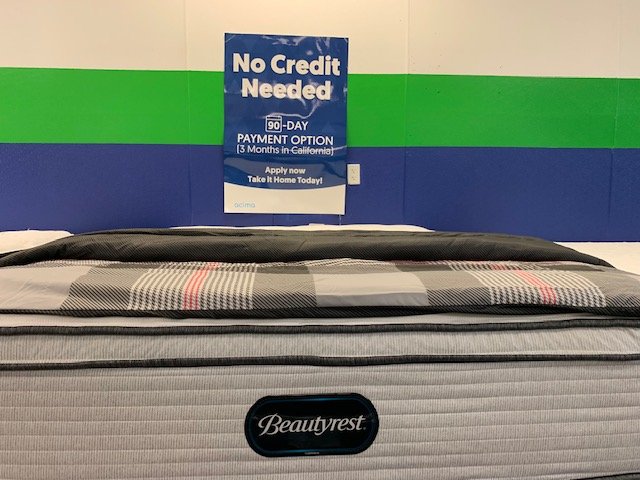 No Credit
Needed
90-DAY
PAYMENT OPTION
[3 Months in California]
Apply now
Take It Home Today!
acima
Beautyrest